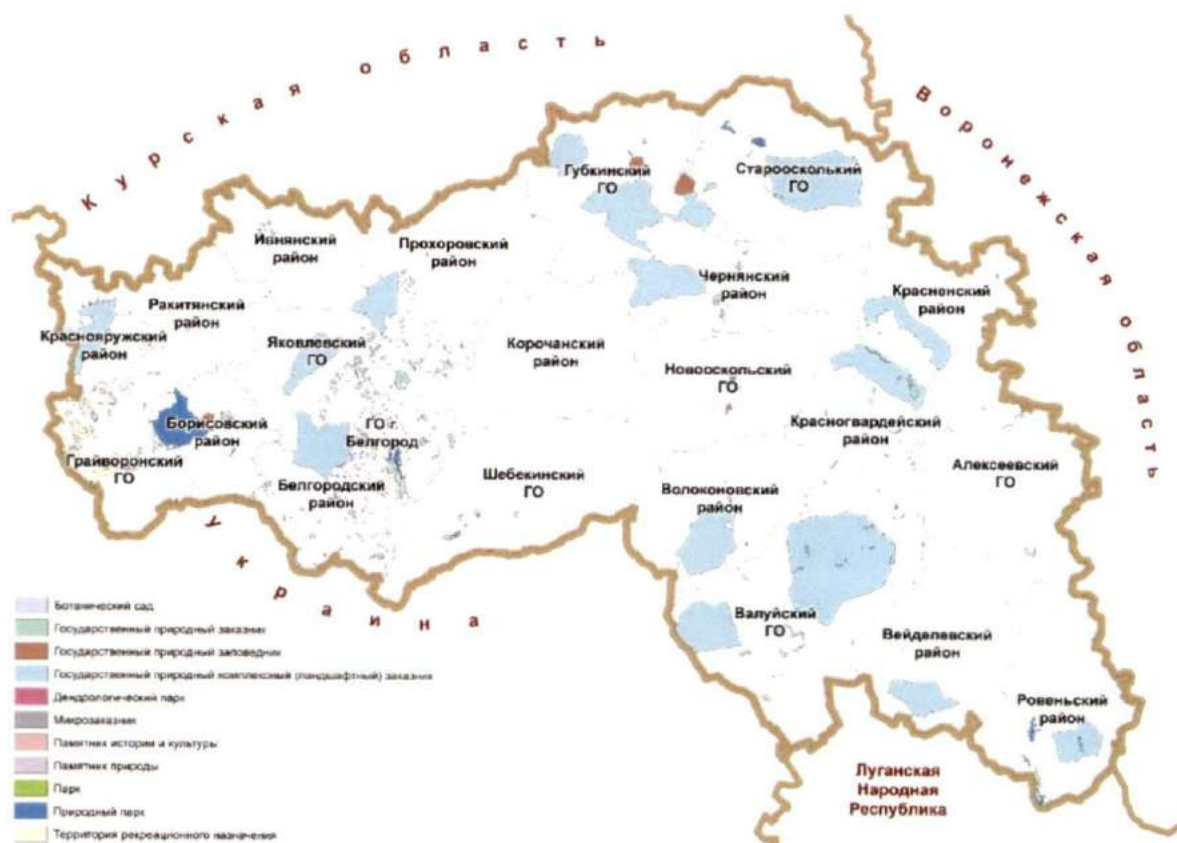 Курская область
Воронежская область
Губкинский
ГО
Старооскольский
ГО
Ивнянский
район
Прохоровский
район
Чернянский
район
Красненский
район
Ракитянский
район
Краснояружский
район
Яковлевский
ГО
Корочанский
район
Новооскольский
ГО
Борисовский
район
ГО г.
Белгород
Красногвардейский
район
Грайворонский
ГО
Белгородский
район
Шебекинский
ГО
Волоконовский
район
Алексеевский
ГО
Украина
Валуйский
ГО
Вейделевский
район
Ровеньский
район
Луганская
Народная
Республика
Ботанический сад
Государственный природный заказник
Государственный природный заповедник
Государственный природный комплексный (ландшафтный) заказник
Дендрологический парк
Микрозаказник
Памятник истории и культуры
Памятник природы
Парк
Природный парк
Территория рекреационного назначения